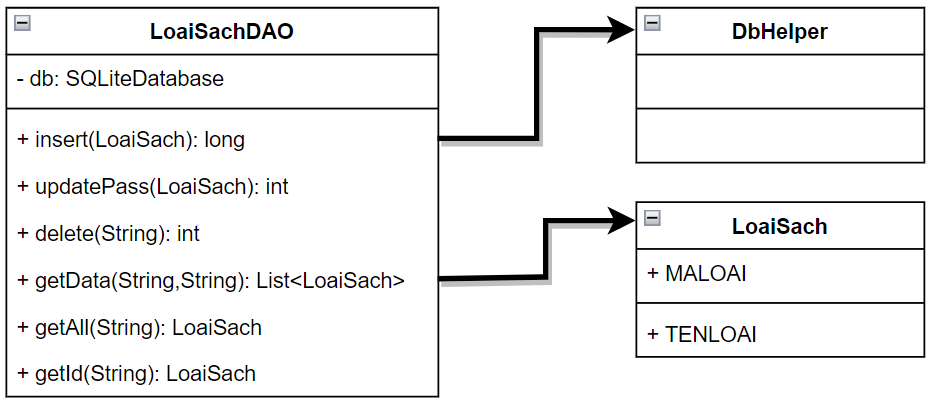 LoaiSachDAO
- db: SQLiteDatabase
+ insert(LoaiSach): long
+ updatePass(LoaiSach): int
+ delete(String): int
+ getData(String,String): List<LoaiSach>
+ getAll(String): LoaiSach
+ getId(String): LoaiSach
DbHelper
LoaiSach
+ MALOAI
+ TENLOAI